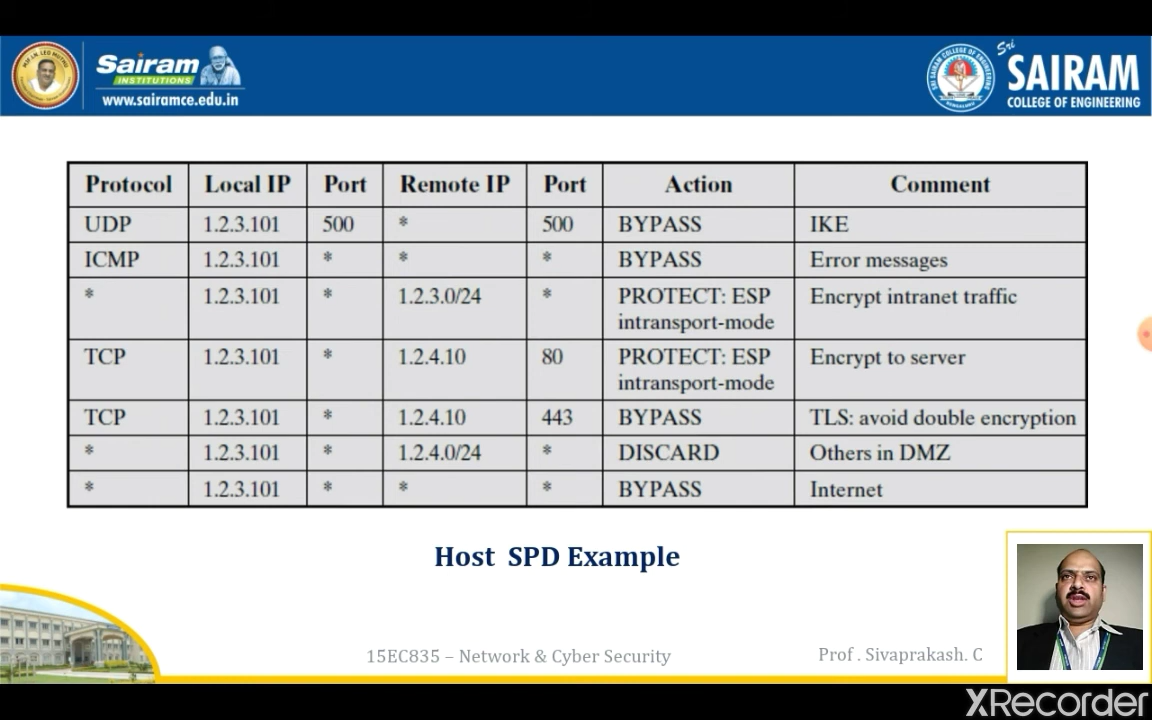 Sairam
INSTITUTIONS
www.sairamce.edu.in
Sri
SAIRAM
COLLEGE OF ENGINEERING
Protocol Local IP Port Remote IP Port Action Comment
UDP 1.2.3.101 500 * 500 BYPASS IKE
ICMP 1.2.3.101 * * * BYPASS Error messages
* 1.2.3.101 * 1.2.3.0/24 * PROTECT: ESP Encrypt intranet traffic
intransport-mode
TCP 1.2.3.101 * 1.2.4.10 80 PROTECT: ESP Encrypt to server
intransport-mode
TCP 1.2.3.101 * 1.2.4.10 443 BYPASS TLS: avoid double encryption
* 1.2.3.101 * 1.2.4.0/24 * DISCARD Others in DMZ
* 1.2.3.101 * * * BYPASS Internet
Host SPD Example
15EC835 – Network & Cyber Security
Prof . Sivaprakash. C
XRecorder